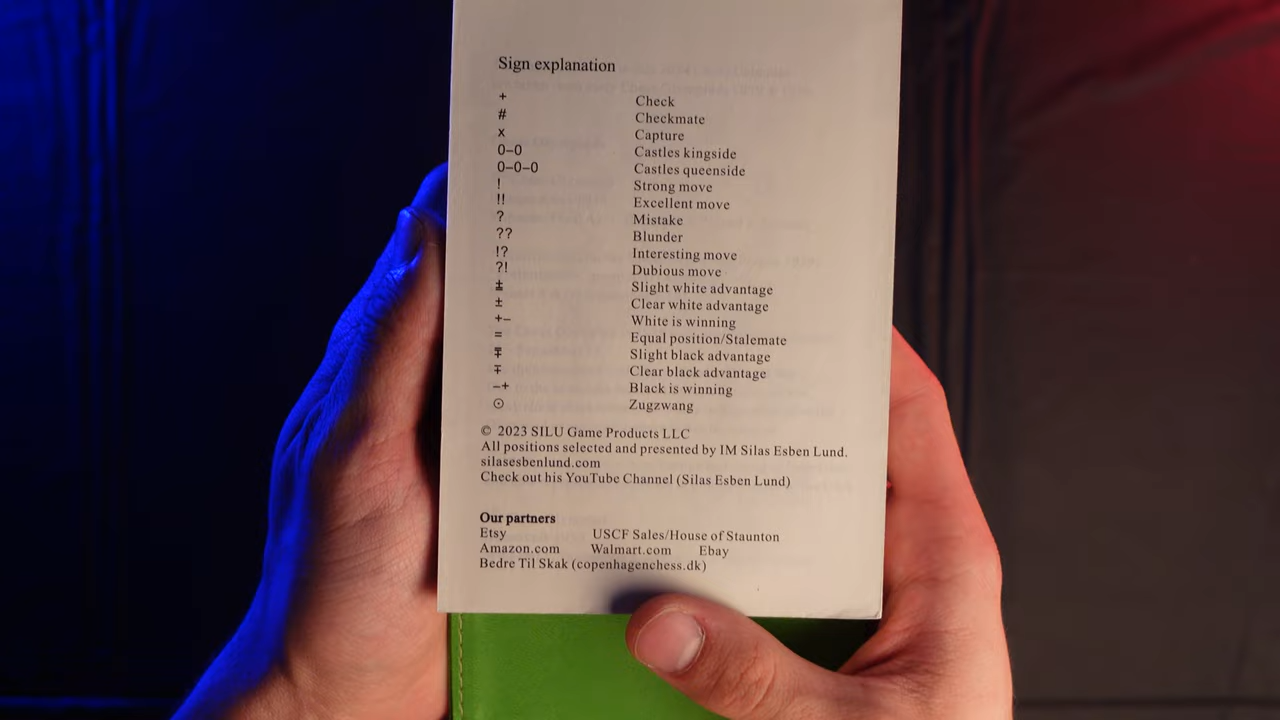 Sign explanation
+ Check
# Checkmate
x Capture
0–0 Castles kingside
0–0–0 Castles queenside
! Strong move
!! Excellent move
? Mistake
?? Blunder
!? Interesting move
?! Dubious move
⩲ Slight white advantage
± Clear white advantage
+– White is winning
= Equal position/Stalemate
⩱ Slight black advantage
∓ Clear black advantage
–+ Black is winning
⊙ Zugzwang
© 2023 SILU Game Products LLC
All positions selected and presented by IM Silas Esben Lund.
silasesbenlund.com
Check out his YouTube Channel (Silas Esben Lund)
Our partners
Etsy USCF Sales/House of Staunton
Amazon.com Walmart.com Ebay
Bedre Til Skak (copenhagenchess.dk)